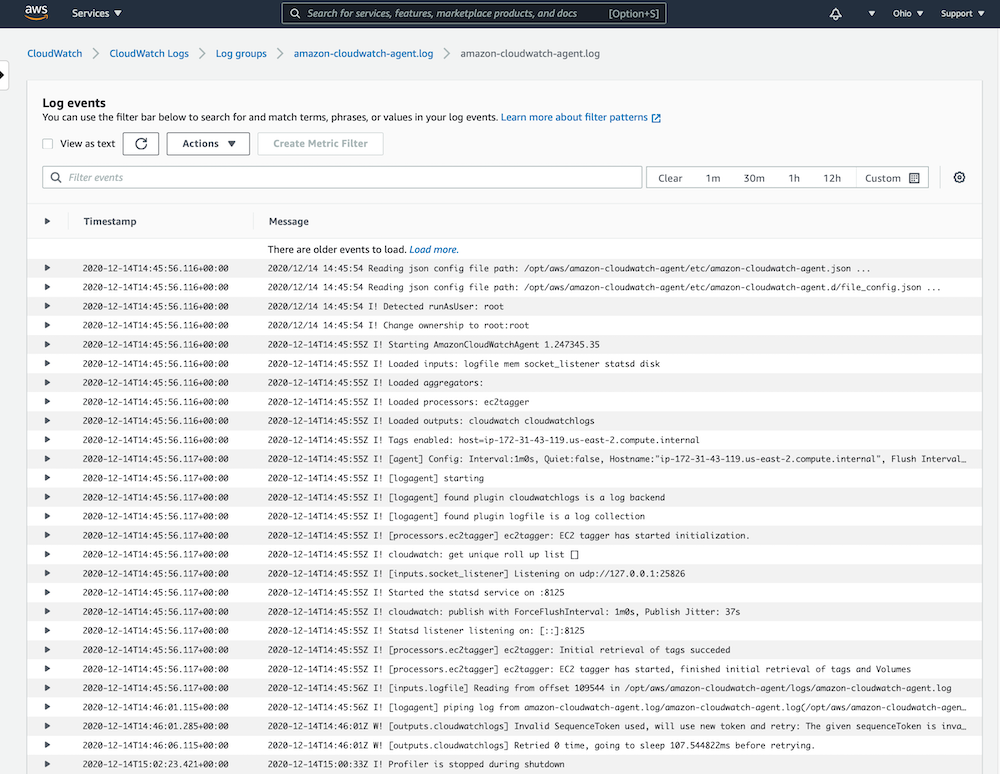 aws Services Search for services, features, marketplace products, and docs [Option+S] Ohio Support
CloudWatch CloudWatch Logs Log groups amazon-cloudwatch-agent.log amazon-cloudwatch-agent.log
Log events
You can use the filter bar below to search for and match terms, phrases, or values in your log events. Learn more about filter patterns
View as text Actions Create Metric Filter
Filter events Clear 1m 30m 1h 12h Custom
Timestamp Message
There are older events to load. Load more.
2020-12-14T14:45:56.116+00:00 2020/12/14 14:45:54 Reading json config file path: /opt/aws/amazon-cloudwatch-agent/etc/amazon-cloudwatch-agent.json ...
2020-12-14T14:45:56.116+00:00 2020/12/14 14:45:54 Reading json config file path: /opt/aws/amazon-cloudwatch-agent/etc/amazon-cloudwatch-agent.d/file_config.json ...
2020-12-14T14:45:56.116+00:00 2020/12/14 14:45:54 I! Detected runAsUser: root
2020-12-14T14:45:56.116+00:00 2020/12/14 14:45:54 I! Change ownership to root:root
2020-12-14T14:45:56.116+00:00 2020-12-14T14:45:55Z I! Starting AmazonCloudWatchAgent 1.247345.35
2020-12-14T14:45:56.116+00:00 2020-12-14T14:45:55Z I! Loaded inputs: logfile mem socket_listener statsd disk
2020-12-14T14:45:56.116+00:00 2020-12-14T14:45:55Z I! Loaded aggregators:
2020-12-14T14:45:56.116+00:00 2020-12-14T14:45:55Z I! Loaded processors: ec2tagger
2020-12-14T14:45:56.116+00:00 2020-12-14T14:45:55Z I! Loaded outputs: cloudwatch cloudwatchlogs
2020-12-14T14:45:56.116+00:00 2020-12-14T14:45:55Z I! Tags enabled: host=ip-172-31-43-119.us-east-2.compute.internal
2020-12-14T14:45:56.117+00:00 2020-12-14T14:45:55Z I! [agent] Config: Interval:1m0s, Quiet:false, Hostname:"ip-172-31-43-119.us-east-2.compute.internal", Flush Interval…
2020-12-14T14:45:56.117+00:00 2020-12-14T14:45:55Z I! [logagent] starting
2020-12-14T14:45:56.117+00:00 2020-12-14T14:45:55Z I! [logagent] found plugin cloudwatchlogs is a log backend
2020-12-14T14:45:56.117+00:00 2020-12-14T14:45:55Z I! [logagent] found plugin logfile is a log collection
2020-12-14T14:45:56.117+00:00 2020-12-14T14:45:55Z I! [processors.ec2tagger] ec2tagger: EC2 tagger has started initialization.
2020-12-14T14:45:56.117+00:00 2020-12-14T14:45:55Z I! cloudwatch: get unique roll up list []
2020-12-14T14:45:56.117+00:00 2020-12-14T14:45:55Z I! [inputs.socket_listener] Listening on udp://127.0.0.1:25826
2020-12-14T14:45:56.117+00:00 2020-12-14T14:45:55Z I! Started the statsd service on :8125
2020-12-14T14:45:56.117+00:00 2020-12-14T14:45:55Z I! cloudwatch: publish with ForceFlushInterval: 1m0s, Publish Jitter: 37s
2020-12-14T14:45:56.117+00:00 2020-12-14T14:45:55Z I! Statsd listener listening on: [::]:8125
2020-12-14T14:45:56.117+00:00 2020-12-14T14:45:55Z I! [processors.ec2tagger] ec2tagger: Initial retrieval of tags succeded
2020-12-14T14:45:56.117+00:00 2020-12-14T14:45:55Z I! [processors.ec2tagger] ec2tagger: EC2 tagger has started, finished initial retrieval of tags and Volumes
2020-12-14T14:45:56.117+00:00 2020-12-14T14:45:56Z I! [inputs.logfile] Reading from offset 109544 in /opt/aws/amazon-cloudwatch-agent/logs/amazon-cloudwatch-agent.log
2020-12-14T14:46:01.115+00:00 2020-12-14T14:45:56Z I! [logagent] piping log from amazon-cloudwatch-agent.log/amazon-cloudwatch-agent.log(/opt/aws/amazon-cloudwatch-agen…
2020-12-14T14:46:01.285+00:00 2020-12-14T14:46:01Z W! [outputs.cloudwatchlogs] Invalid SequenceToken used, will use new token and retry: The given sequenceToken is inva…
2020-12-14T14:46:06.115+00:00 2020-12-14T14:46:01Z W! [outputs.cloudwatchlogs] Retried 0 time, going to sleep 107.544822ms before retrying.
2020-12-14T15:02:23.421+00:00 2020-12-14T15:00:33Z I! Profiler is stopped during shutdown